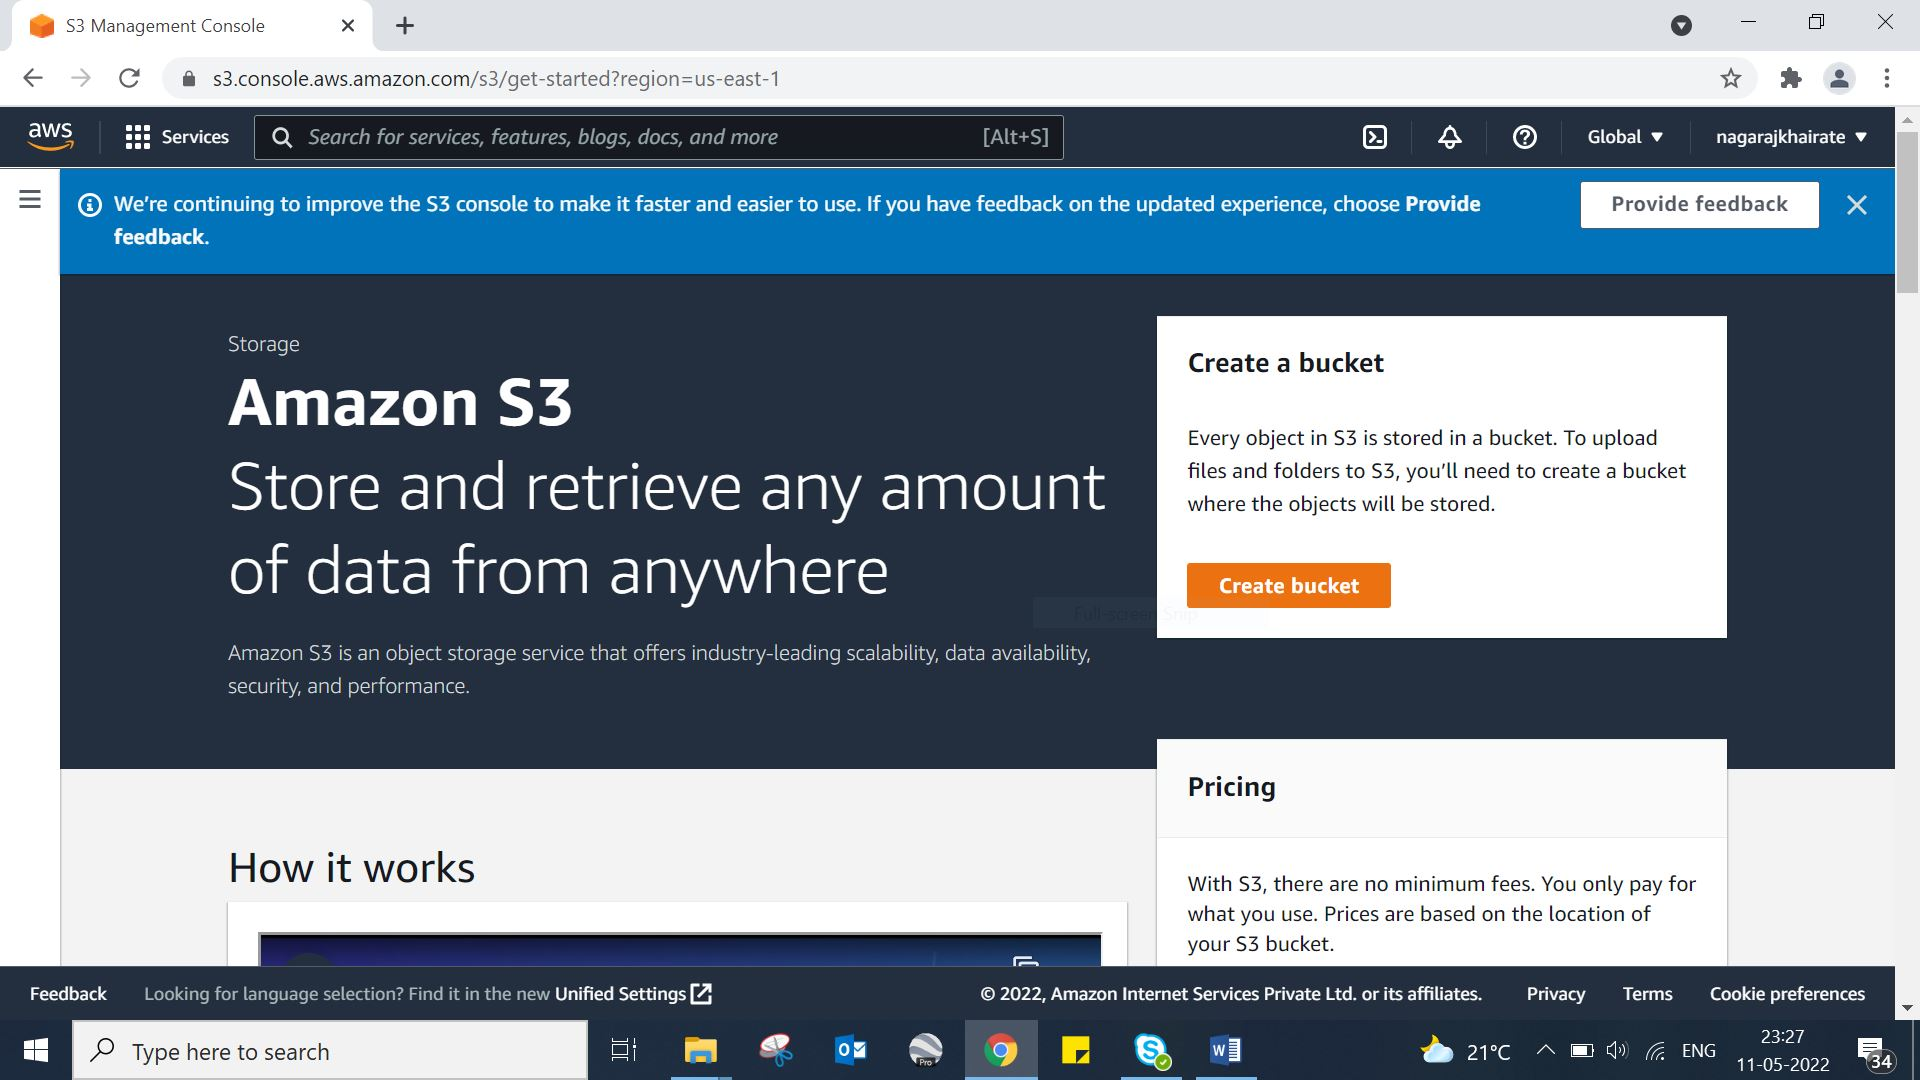 S3 Management Console
s3.console.aws.amazon.com/s3/get-started?region=us-east-1
aws
Services
Search for services, features, blogs, docs, and more
[Alt+S]
Global
nagarajkhairate
We're continuing to improve the S3 console to make it faster and easier to use. If you have feedback on the updated experience, choose Provide
feedback.
Provide feedback
Storage
Amazon S3
Store and retrieve any amount
of data from anywhere
Amazon S3 is an object storage service that offers industry-leading scalability, data availability,
security, and performance.
Create a bucket
Every object in S3 is stored in a bucket. To upload
files and folders to S3, you'll need to create a bucket
where the objects will be stored.
Create bucket
Full-screen Snip
Pricing
With S3, there are no minimum fees. You only pay for
what you use. Prices are based on the location of
your S3 bucket.
How it works
Feedback
Looking for language selection? Find it in the new Unified Settings
© 2022, Amazon Internet Services Private Ltd. or its affiliates.
Privacy
Terms
Cookie preferences
Type here to search
Pro
21°C
ENG
23:27
11-05-2022
34